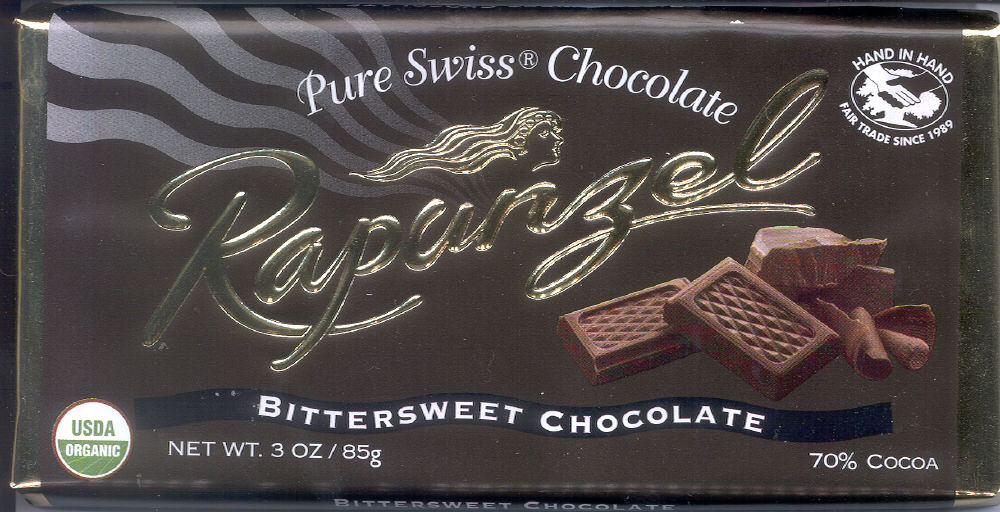 Pure Swiss® Chocolate
HAND IN HAND
FAIR TRADE SINCE 1989
Rapunzel
BITTERSWEET CHOCOLATE
USDA
ORGANIC
NET WT. 3 OZ / 85g
70% COCOA
BITTERSWEET CHOCOLATE